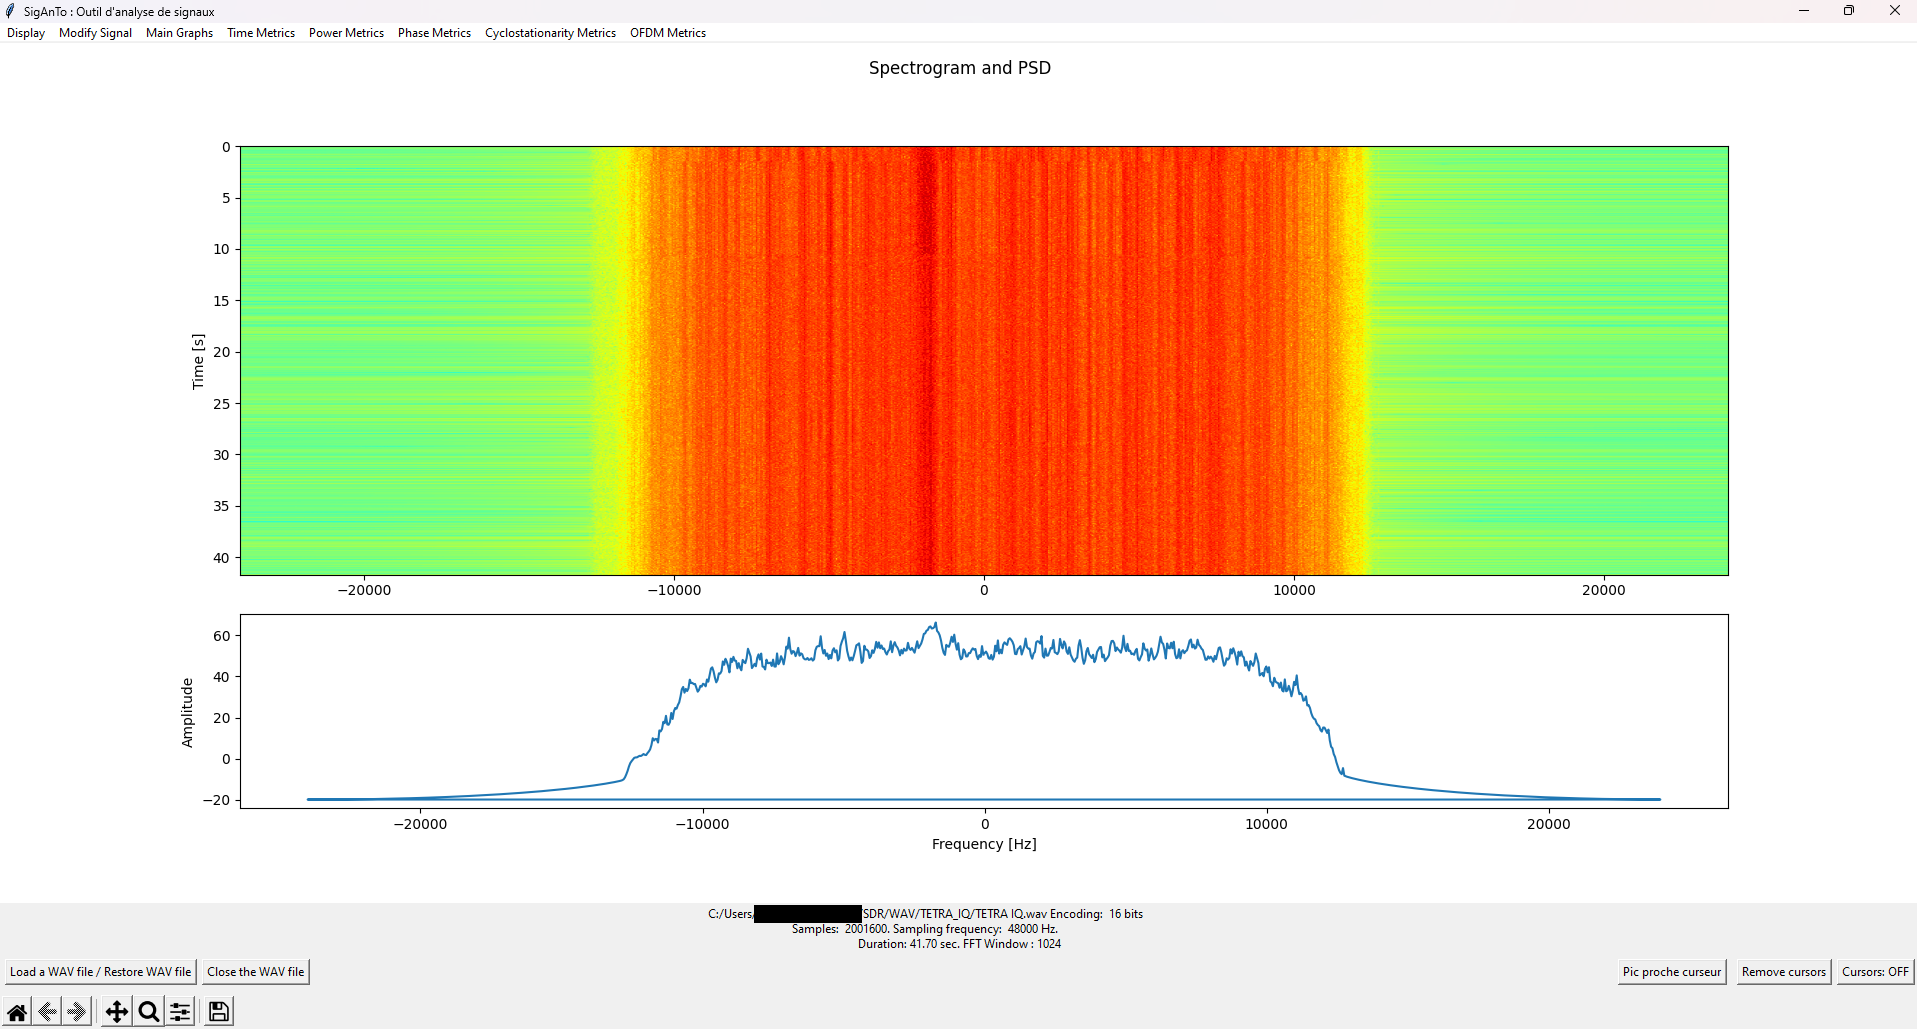 SigAnTo : Outil d'analyse de signaux
Display Modify Signal Main Graphs Time Metrics Power Metrics Phase Metrics Cyclostationarity Metrics OFDM Metrics
Spectrogram and PSD
0
5
10
15
20
25
30
35
40
Time [s]
−20000 −10000 0 10000 20000
60
40
20
0
−20
Amplitude
−20000 −10000 0 10000 20000
Frequency [Hz]
C:/Users/ /SDR/WAV/TETRA_IQ/TETRA IQ.wav Encoding: 16 bits
Samples: 2001600. Sampling frequency: 48000 Hz.
Duration: 41.70 sec. FFT Window : 1024
Load a WAV file / Restore WAV file Close the WAV file Pic proche curseur Remove cursors Cursors: OFF